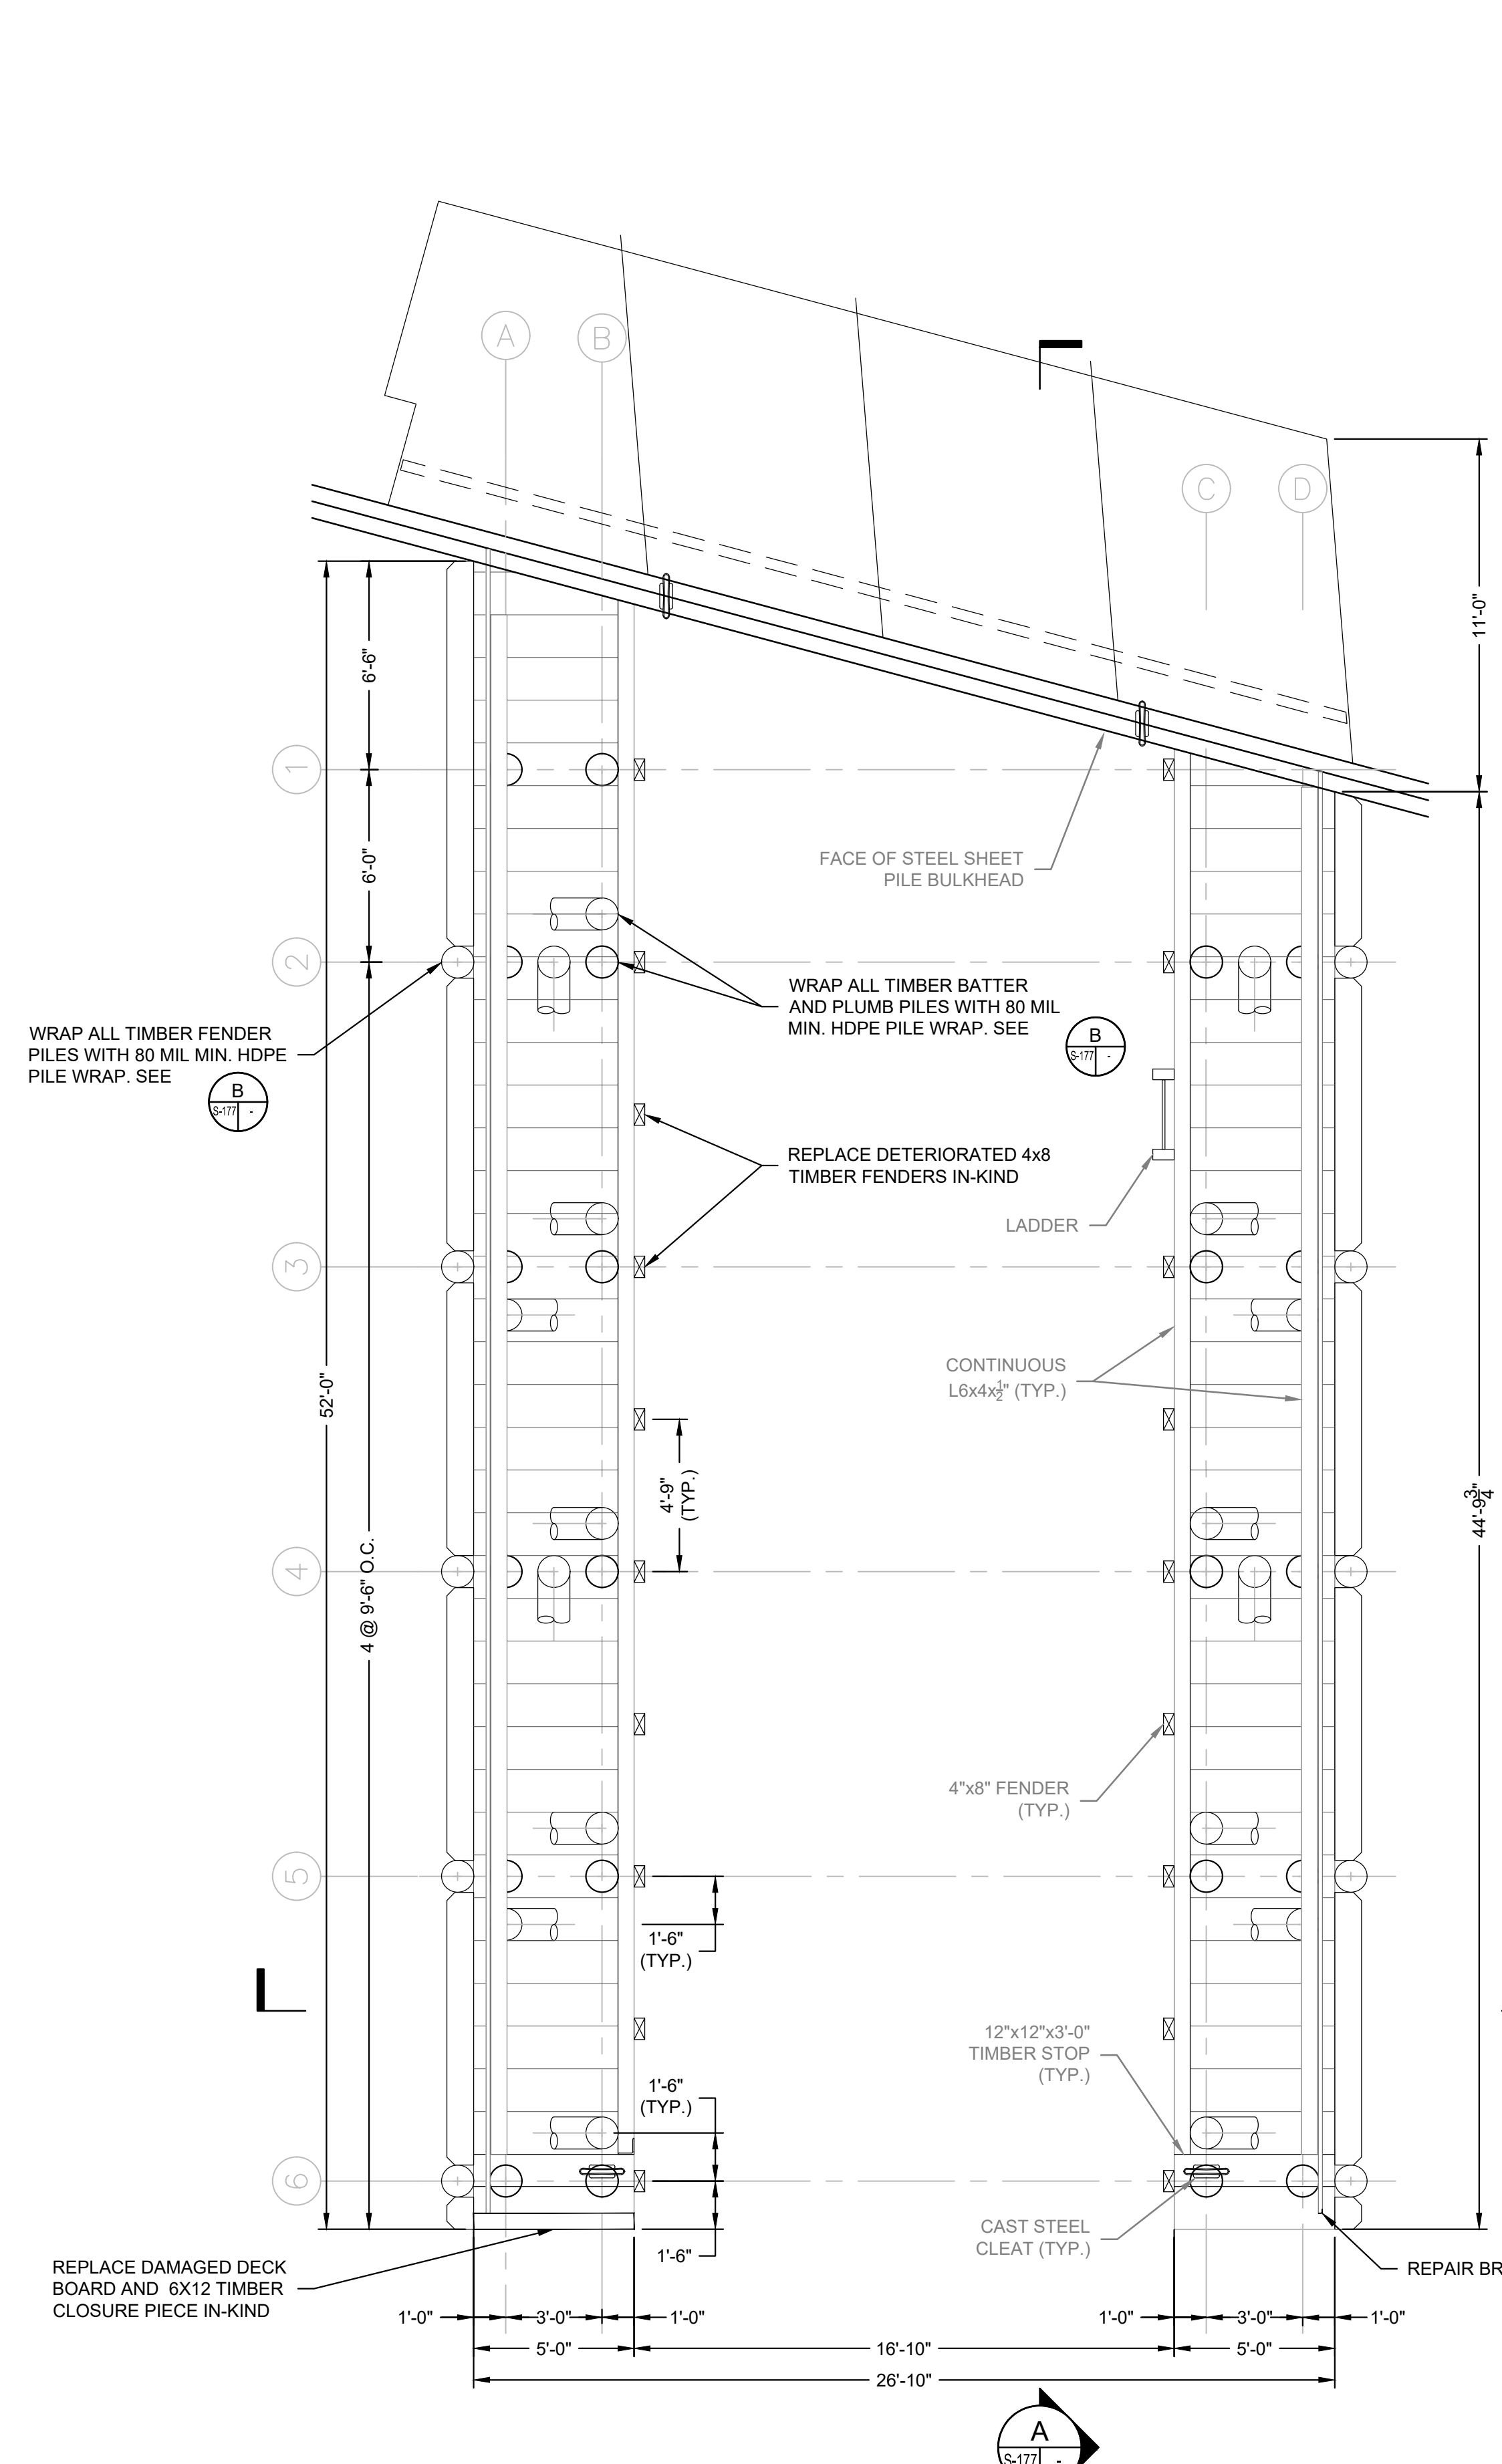 A
B
C
D
11'-0"
6'-6"
1
6'-0"
FACE OF STEEL SHEET
PILE BULKHEAD
2
WRAP ALL TIMBER BATTER
AND PLUMB PILES WITH 80 MIL
MIN. HDPE PILE WRAP. SEE
B
S-177 -
WRAP ALL TIMBER FENDER
PILES WITH 80 MIL MIN. HDPE
PILE WRAP. SEE
B
S-177 -
REPLACE DETERIORATED 4x8
TIMBER FENDERS IN-KIND
LADDER
3
CONTINUOUS
L6x4x1/2" (TYP.)
52'-0"
4'-9"
(TYP.)
44'-9 3/4"
4
4 @ 9'-6" O.C.
4"x8" FENDER
(TYP.)
5
1'-6"
(TYP.)
12"x12"x3'-0"
TIMBER STOP
(TYP.)
1'-6"
(TYP.)
6
CAST STEEL
CLEAT (TYP.)
1'-6"
REPLACE DAMAGED DECK
BOARD AND 6X12 TIMBER
CLOSURE PIECE IN-KIND
REPAIR BR
1'-0" 3'-0" 1'-0" 1'-0" 3'-0" 1'-0"
5'-0" 16'-10" 5'-0"
26'-10"
A
S-177 -